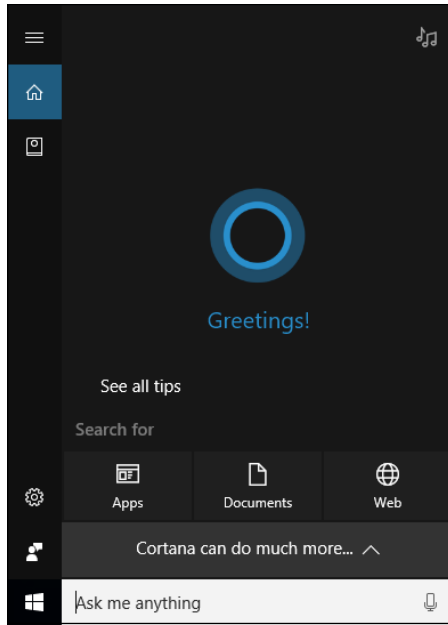 Greetings!
See all tips
Search for
Apps Documents Web
Cortana can do much more...
Ask me anything